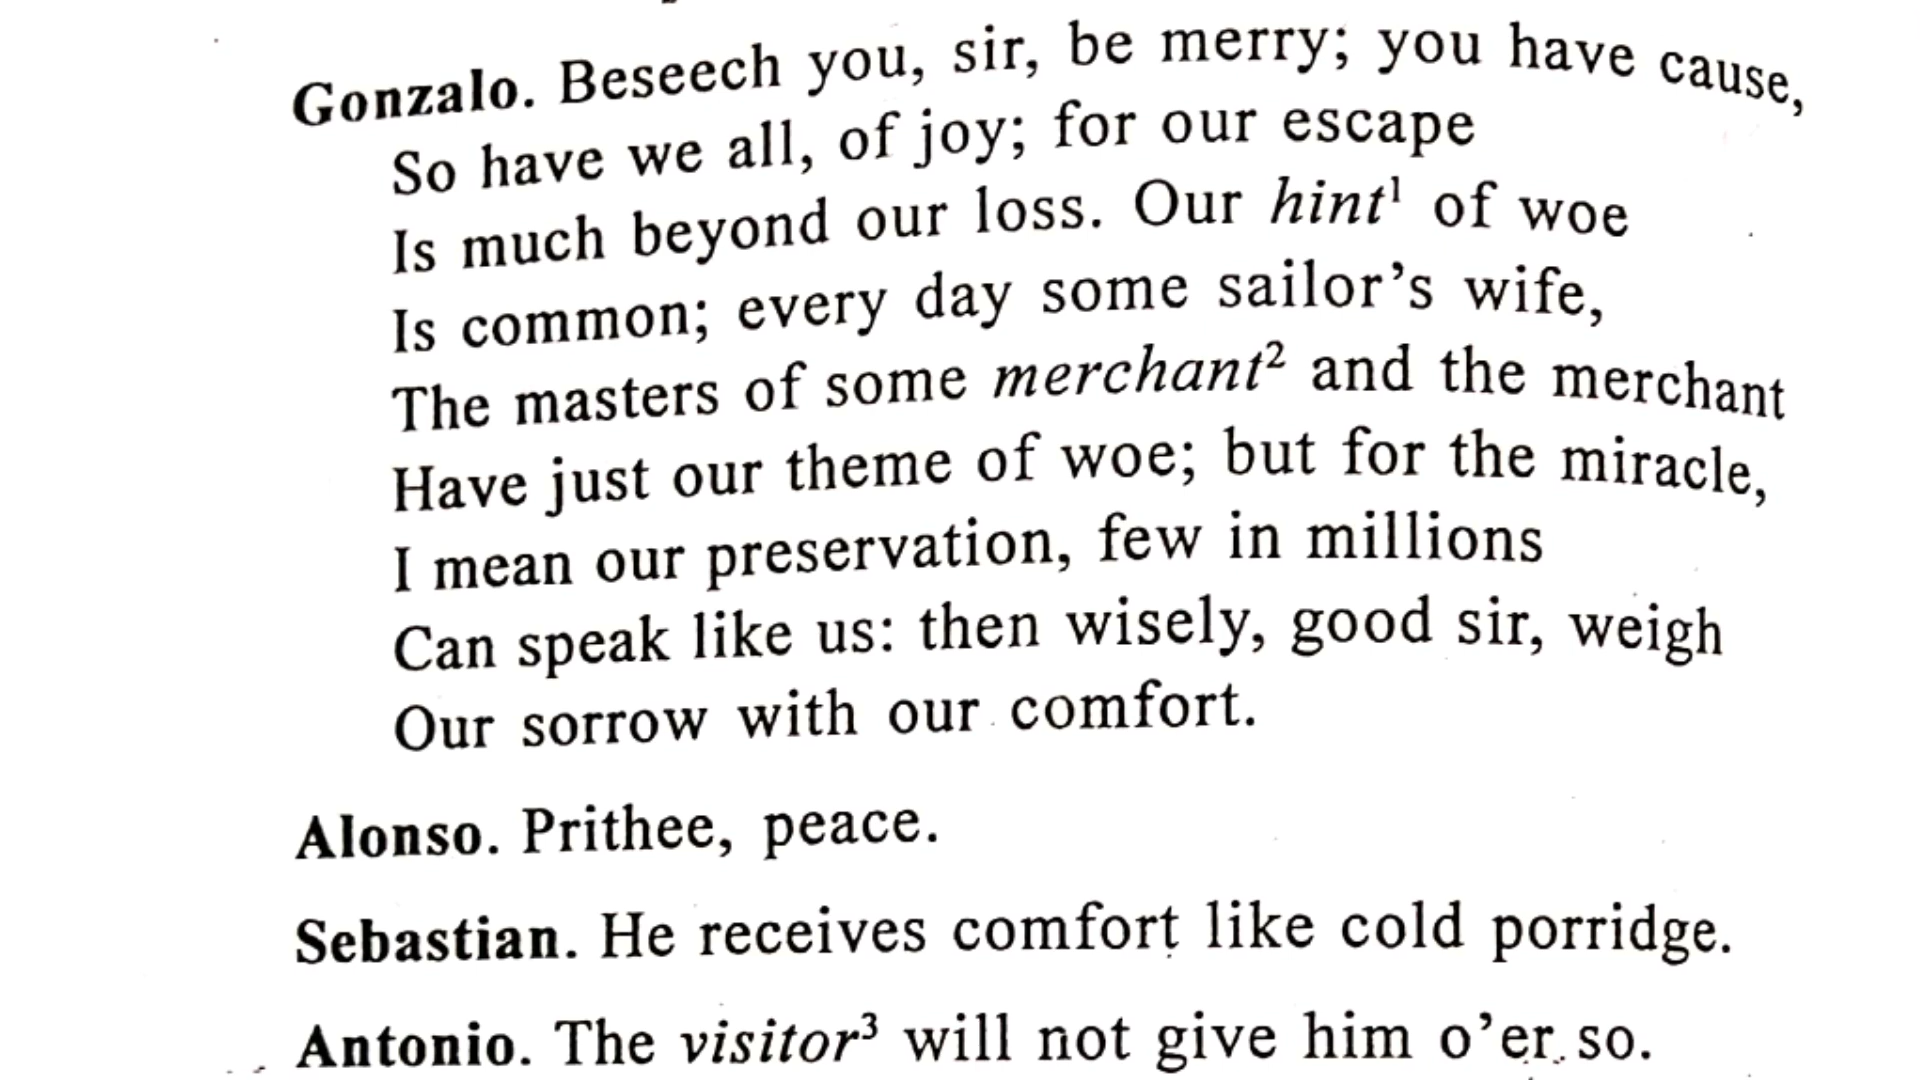 Gonzalo. Beseech you, sir, be merry; you have cause,
So have we all, of joy; for our escape
Is much beyond our loss. Our hint¹ of woe
Is common; every day some sailor's wife,
The masters of some merchant² and the merchant
Have just our theme of woe; but for the miracle,
I mean our preservation, few in millions
Can speak like us: then wisely, good sir, weigh
Our sorrow with our comfort.
Alonso. Prithee, peace.
Sebastian. He receives comfort like cold porridge.
Antonio. The visitor³ will not give him o'er so.